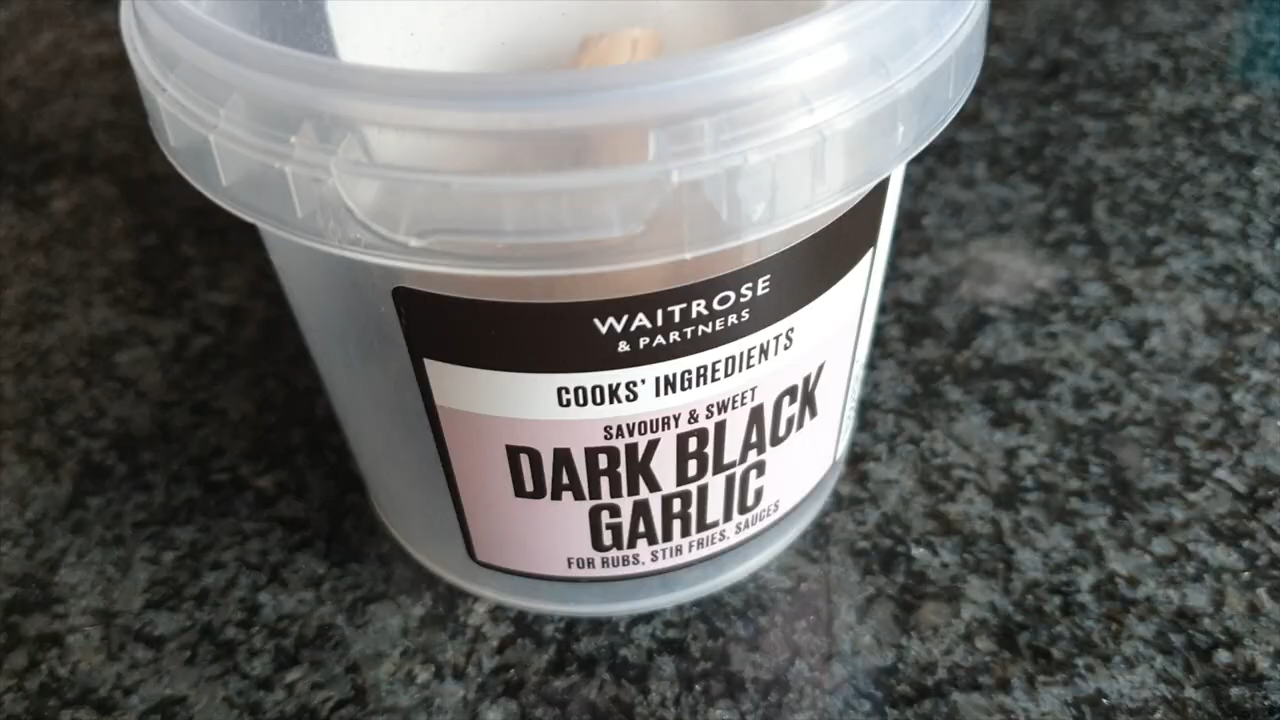 WAITROSE
& PARTNERS
COOKS' INGREDIENTS
SAVOURY & SWEET
DARK BLACK
GARLIC
FOR RUBS, STIR FRIES, SAUCES